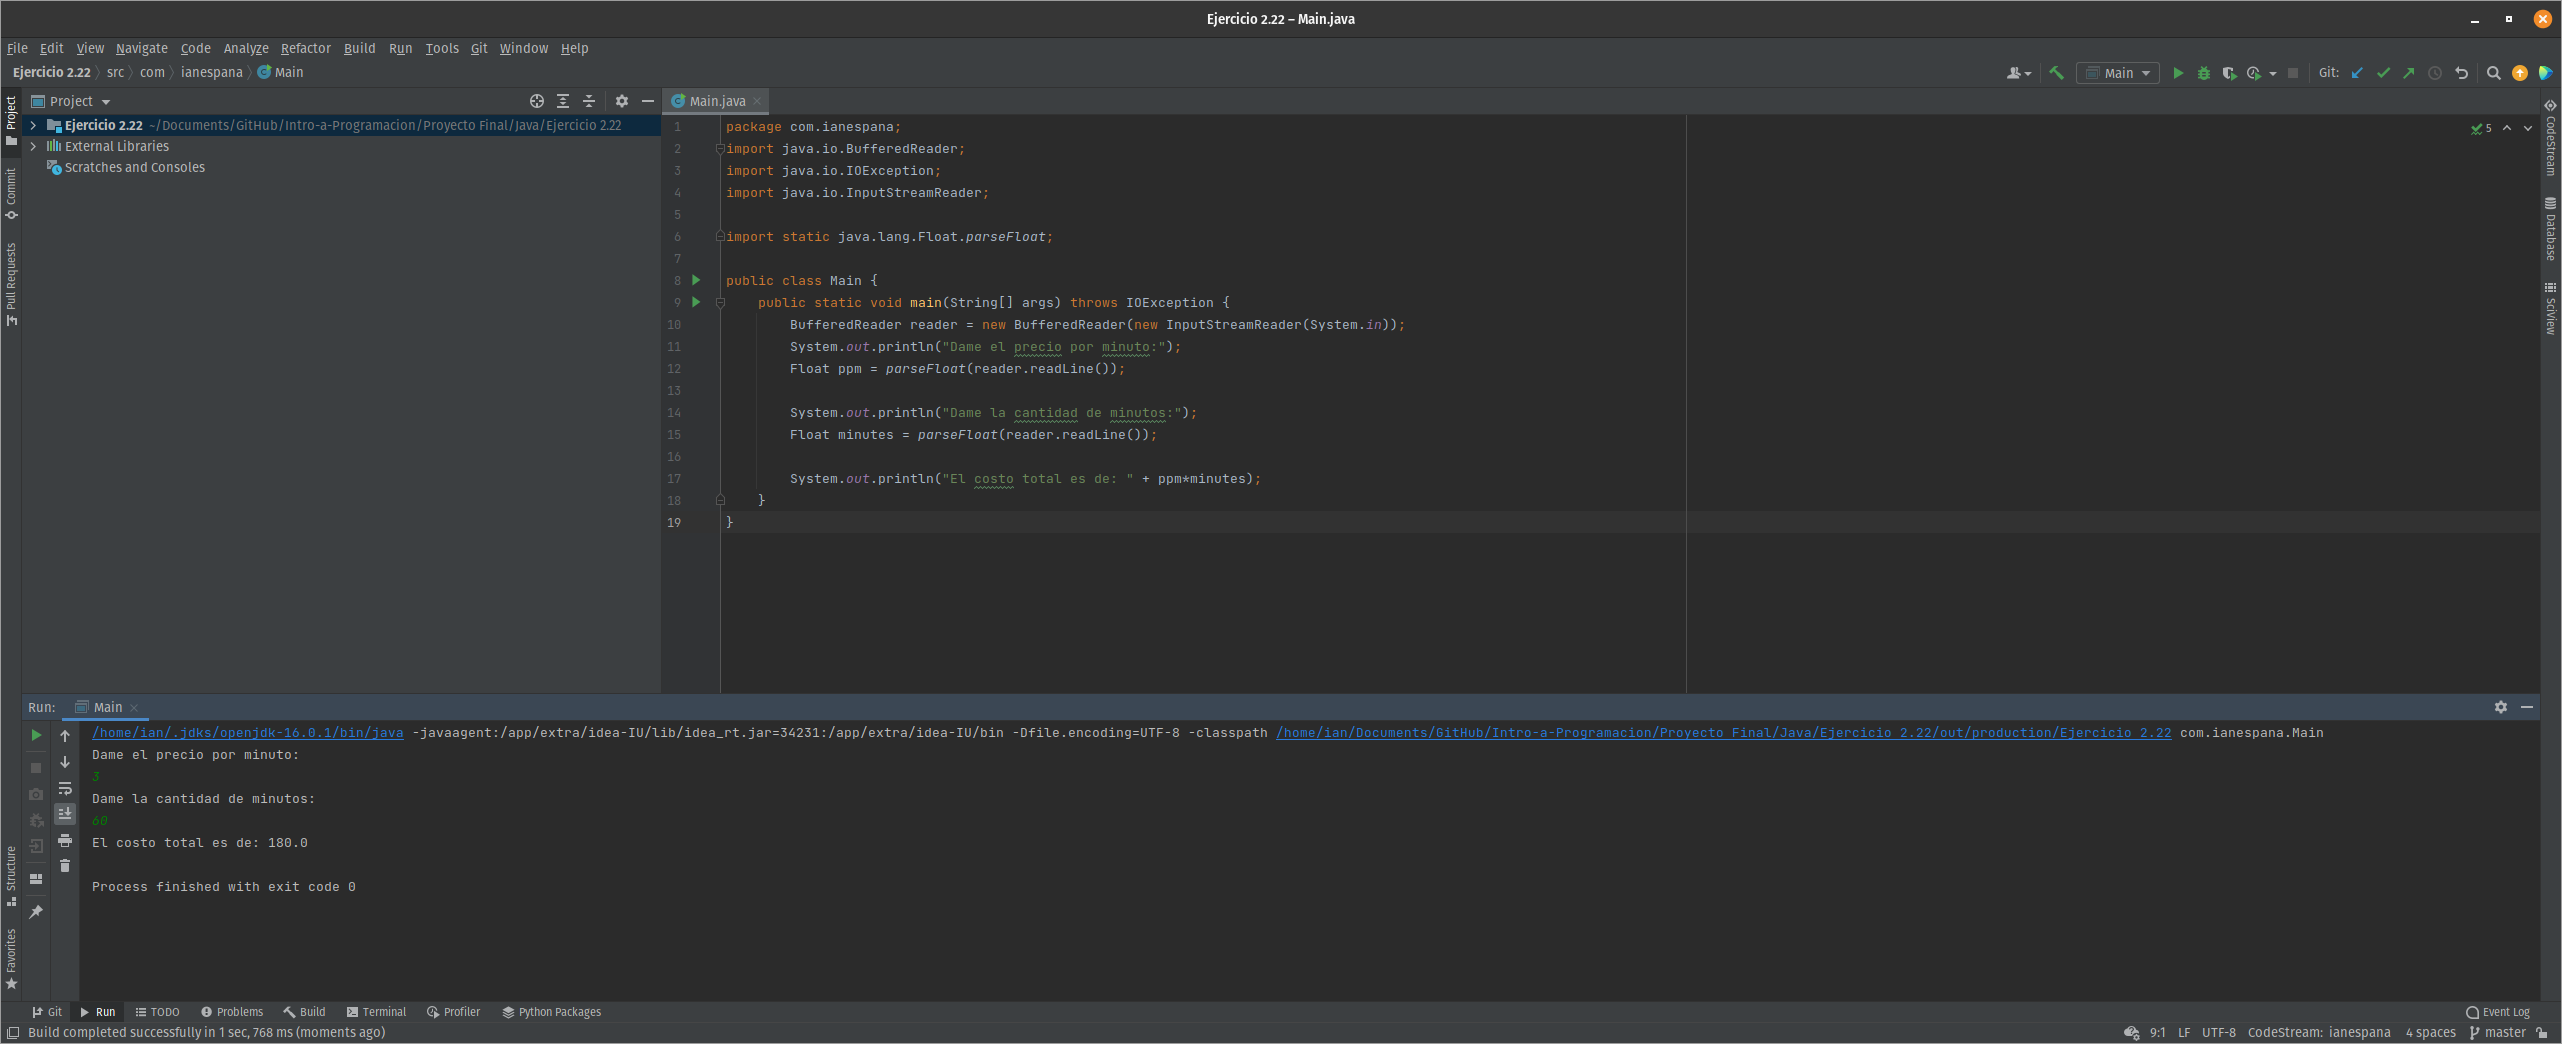 Ejercicio 2.22 – Main.java
File Edit View Navigate Code Analyze Refactor Build Run Tools Git Window Help
Ejercicio 2.22 src com ianespana Main
Main Git:
Project
Main.java
Ejercicio 2.22 ~/Documents/GitHub/Intro-a-Programacion/Proyecto Final/Java/Ejercicio 2.22
External Libraries
Scratches and Consoles
Project
Commit
Pull Requests
Structure
Favorites
1 package com.ianespana;
2 import java.io.BufferedReader;
3 import java.io.IOException;
4 import java.io.InputStreamReader;
5
6 import static java.lang.Float.parseFloat;
7
8 public class Main {
9 public static void main(String[] args) throws IOException {
10 BufferedReader reader = new BufferedReader(new InputStreamReader(System.in));
11 System.out.println("Dame el precio por minuto:");
12 Float ppm = parseFloat(reader.readLine());
13
14 System.out.println("Dame la cantidad de minutos:");
15 Float minutes = parseFloat(reader.readLine());
16
17 System.out.println("El costo total es de: " + ppm*minutes);
18 }
19 }
5
CodeStream
Database
SciView
Run: Main
/home/ian/.jdks/openjdk-16.0.1/bin/java -javaagent:/app/extra/idea-IU/lib/idea_rt.jar=34231:/app/extra/idea-IU/bin -Dfile.encoding=UTF-8 -classpath /home/ian/Documents/GitHub/Intro-a-Programacion/Proyecto Final/Java/Ejercicio 2.22/out/production/Ejercicio 2.22 com.ianespana.Main
Dame el precio por minuto:
3
Dame la cantidad de minutos:
60
El costo total es de: 180.0
Process finished with exit code 0
Git Run TODO Problems Build Terminal Profiler Python Packages Event Log
Build completed successfully in 1 sec, 768 ms (moments ago) 9:1 LF UTF-8 CodeStream: ianespana 4 spaces master